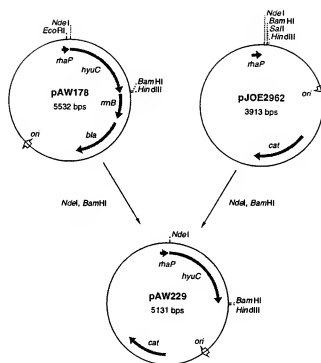 NdeI
EcoRI
rhaP
hyuC
BamHI
HindIII
rrnB
pAW178
5532 bps
bla
ori
NdeI
BamHI
SalI
HindIII
rhaP
pJOE2962
3913 bps
ori
cat
NdeI, BamHI
NdeI, BamHI
NdeI
rhaP
hyuC
pAW229
5131 bps
BamHI
HindIII
cat
ori